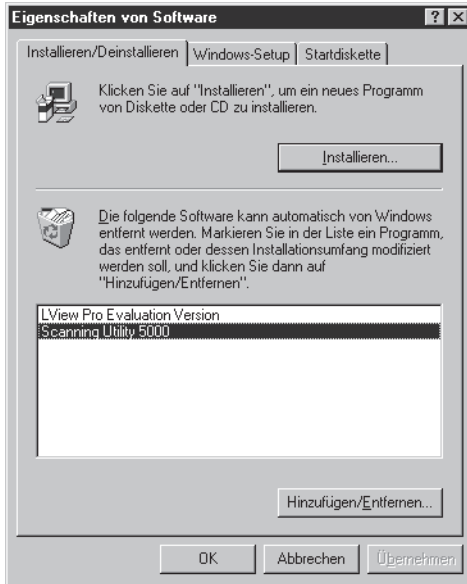 Eigenschaften von Software
Installieren/Deinstallieren Windows-Setup Startdiskette
Klicken Sie auf "Installieren", um ein neues Programm
von Diskette oder CD zu installieren.
Installieren...
Die folgende Software kann automatisch von Windows
entfernt werden. Markieren Sie in der Liste ein Programm,
das entfernt oder dessen Installationsumfang modifiziert
werden soll, und klicken Sie dann auf
"Hinzufügen/Entfernen".
LView Pro Evaluation Version
Scanning Utility 5000
Hinzufügen/Entfernen...
OK Abbrechen Übernehmen